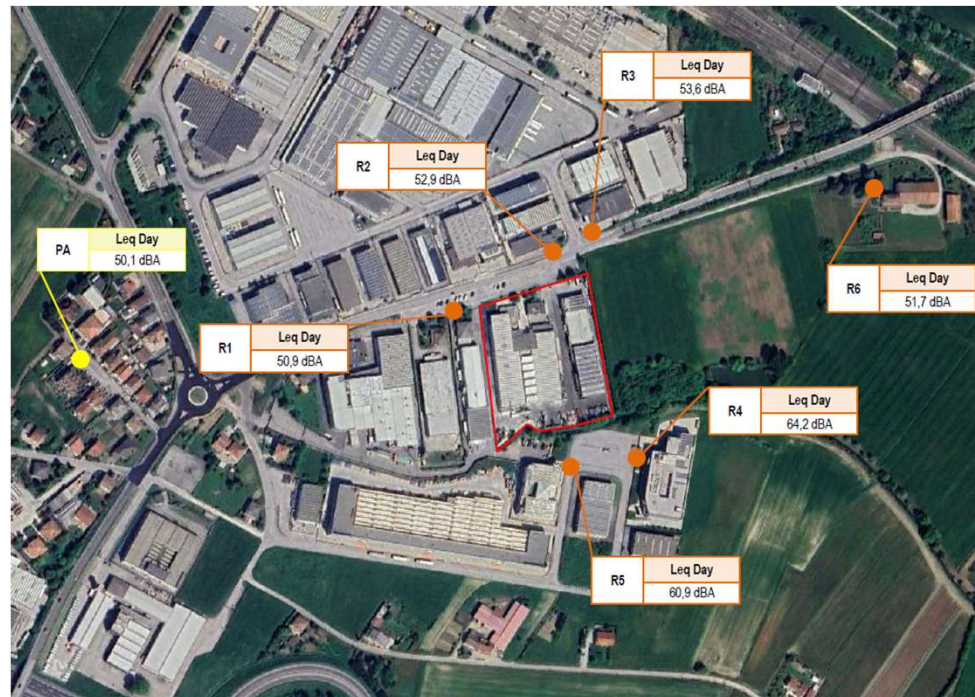 R3
Leq Day
53,6 dBA
R2
Leq Day
52,9 dBA
PA
Leq Day
50,1 dBA
R6
Leq Day
51,7 dBA
R1
Leq Day
50,9 dBA
R4
Leq Day
64,2 dBA
R5
Leq Day
60,9 dBA